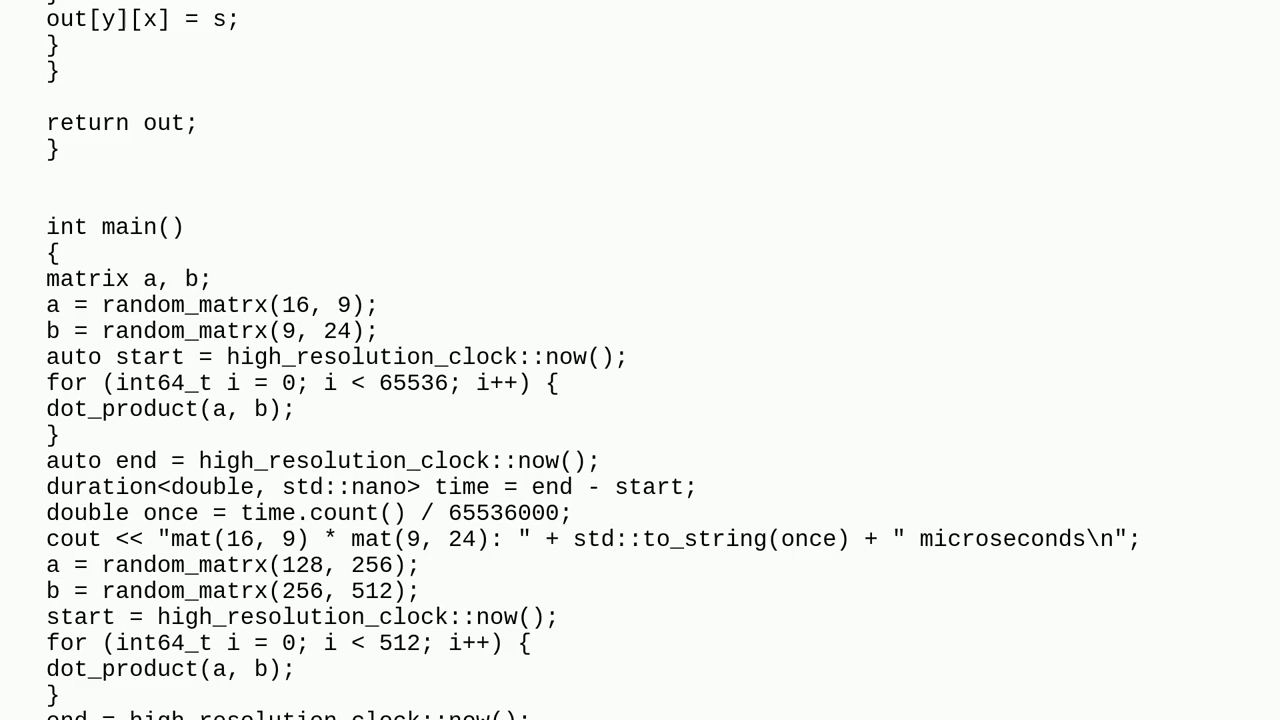 }
out[y][x] = s;
}
}
return out;
}
int main()
{
matrix a, b;
a = random_matrx(16, 9);
b = random_matrx(9, 24);
auto start = high_resolution_clock::now();
for (int64_t i = 0; i < 65536; i++) {
dot_product(a, b);
}
auto end = high_resolution_clock::now();
duration<double, std::nano> time = end - start;
double once = time.count() / 65536000;
cout << "mat(16, 9) * mat(9, 24): " + std::to_string(once) + " microseconds\n";
a = random_matrx(128, 256);
b = random_matrx(256, 512);
start = high_resolution_clock::now();
for (int64_t i = 0; i < 512; i++) {
dot_product(a, b);
}
end = high_resolution_clock::now();